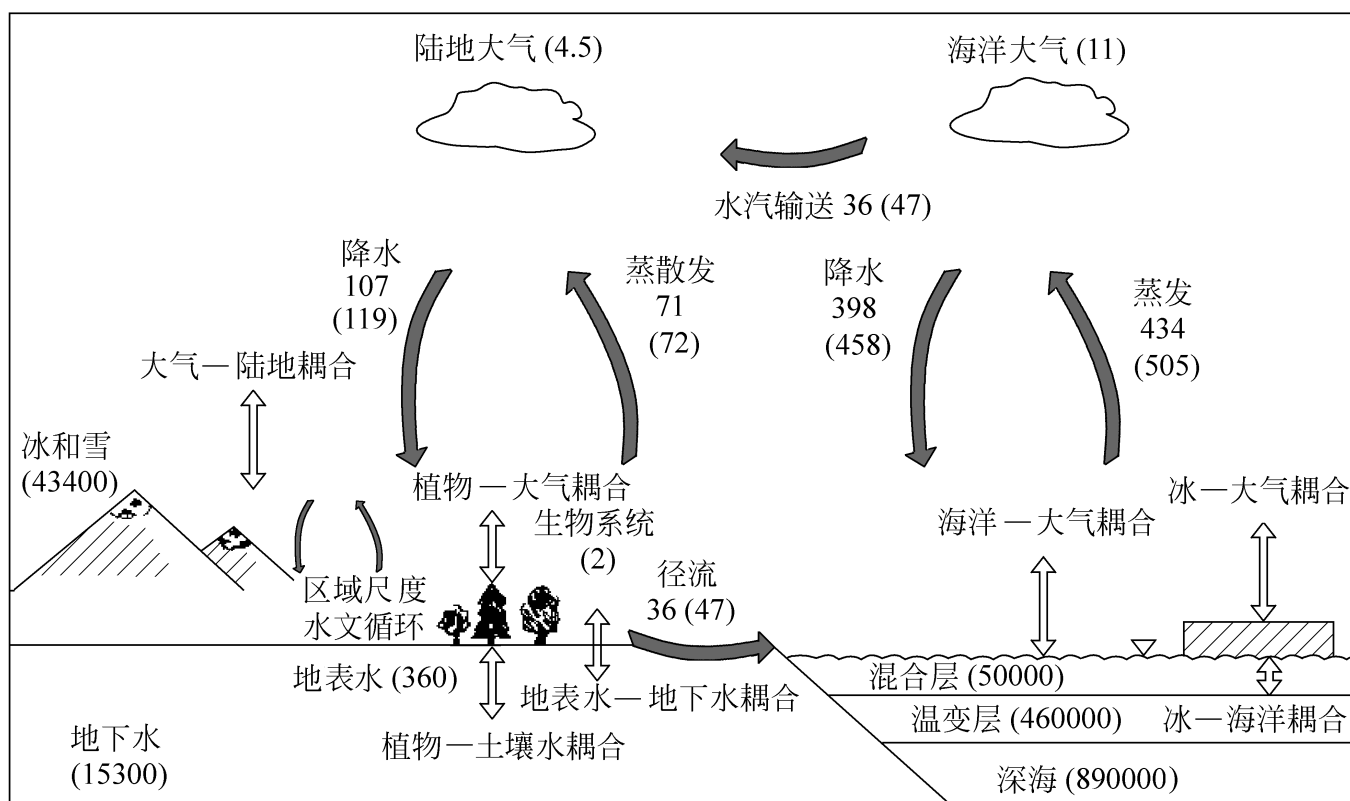 陆地大气 (4.5)
海洋大气 (11)
水汽输送 36 (47)
降水
107
(119)
蒸散发
71
(72)
降水
398
(458)
蒸发
434
(505)
大气—陆地耦合
冰和雪
(43400)
植物—大气耦合
生物系统
(2)
海洋—大气耦合
冰—大气耦合
区域尺度
水文循环
径流
36 (47)
地表水 (360)
地表水—地下水耦合
植物—土壤水耦合
地下水
(15300)
混合层 (50000)
温变层 (460000)
冰—海洋耦合
深海 (890000)